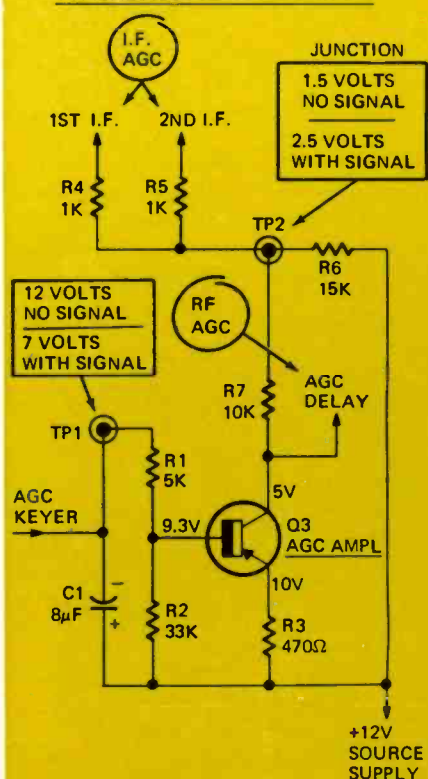 I.F.
AGC
JUNCTION
1.5 VOLTS
NO SIGNAL
2.5 VOLTS
WITH SIGNAL
1ST I.F.
2ND I.F.
R4
1K
R5
1K
TP2
R6
15K
12 VOLTS
NO SIGNAL
7 VOLTS
WITH SIGNAL
RF
AGC
R7
10K
AGC
DELAY
TP1
R1
5K
AGC
KEYER
9.3V
5V
Q3
AGC AMPL
10V
C1
8µF
-
+
R2
33K
R3
470Ω
+12V
SOURCE
SUPPLY